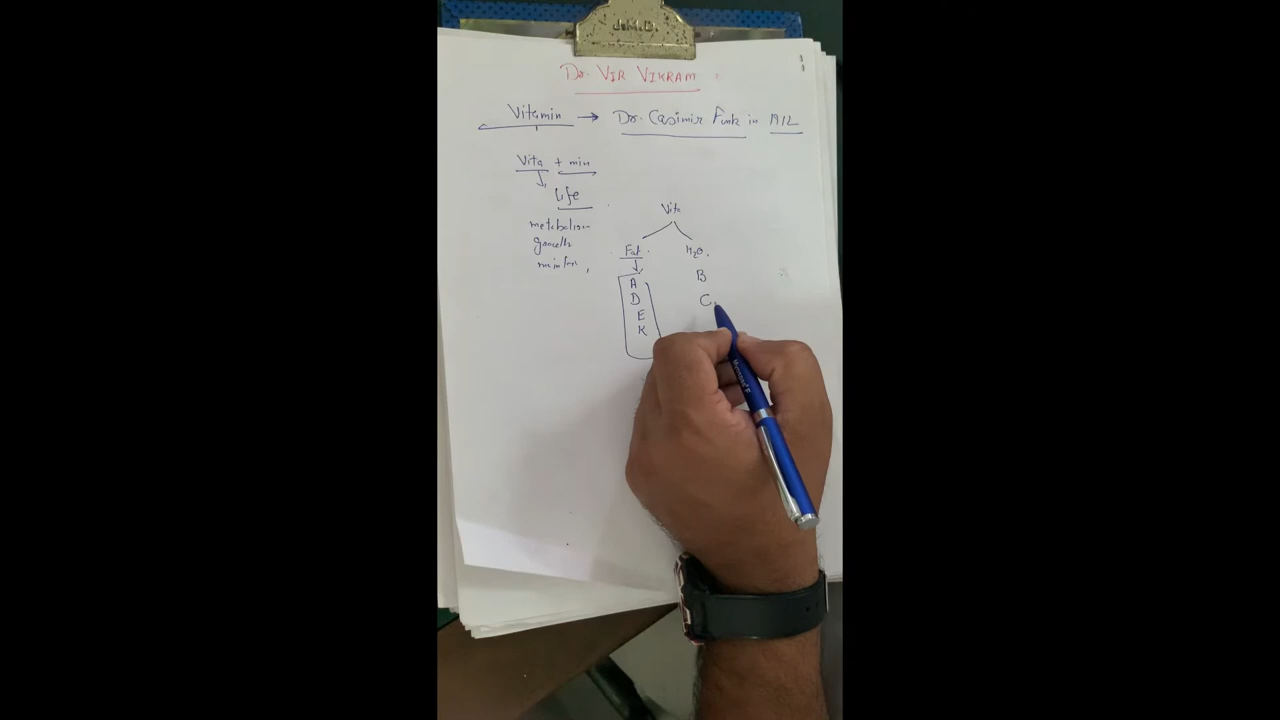 J.M.D.
Dr. VIR VIKRAM
Vitamin → Dr. Casimir Funk in 1912
Vita + min
Life
metabolism
growth
Vita
Fat H₂O
A B
D C
E
K